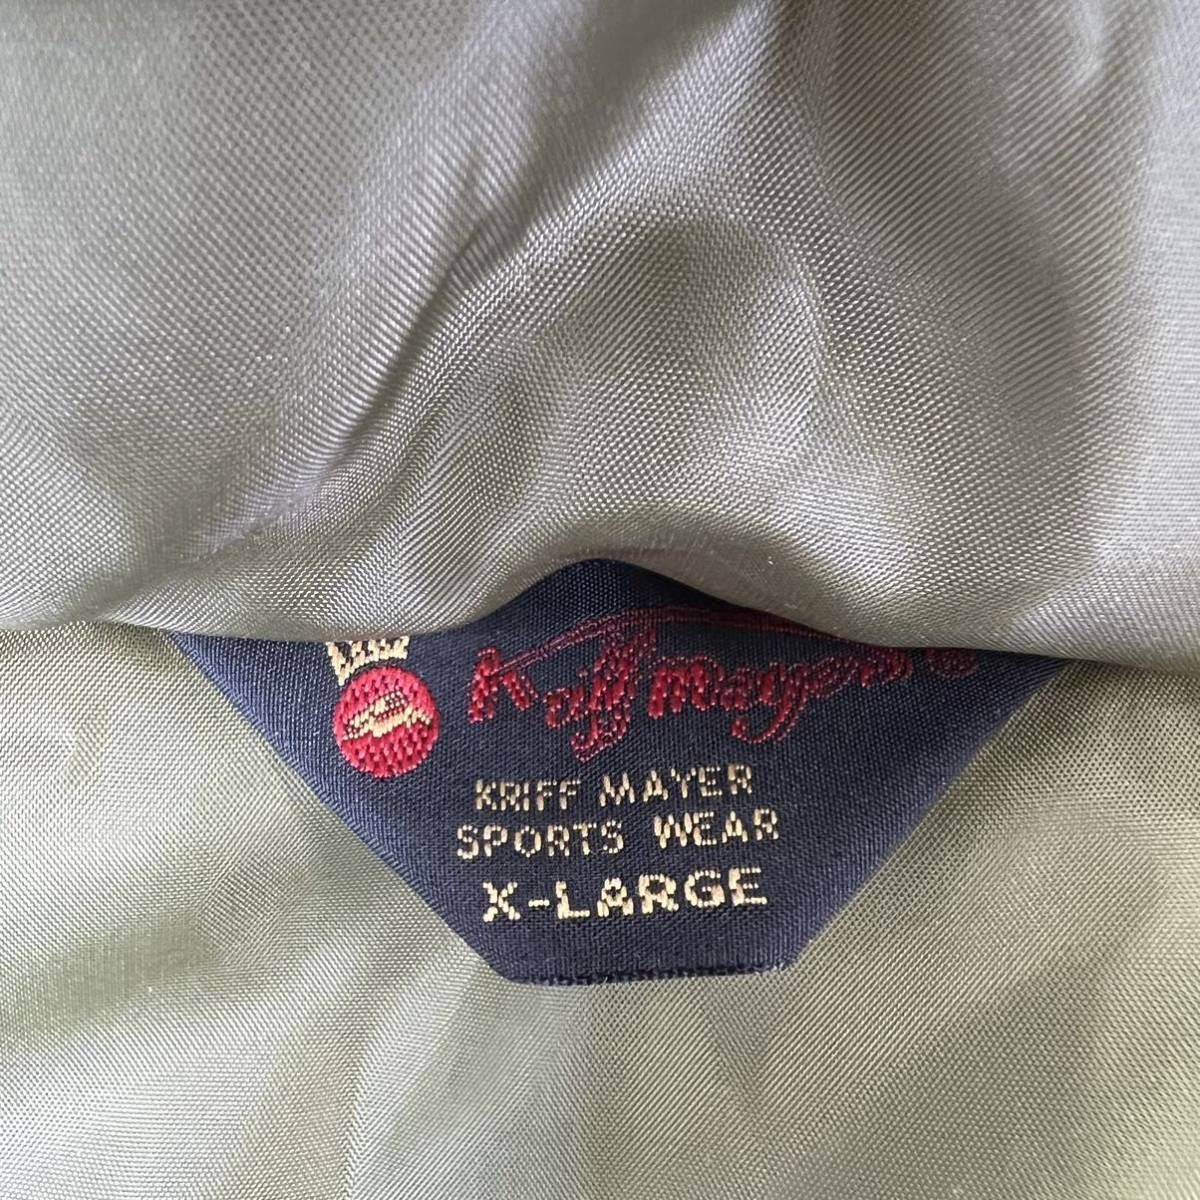 Kriff mayer
KRIFF MAYER
SPORTS WEAR
X-LARGE